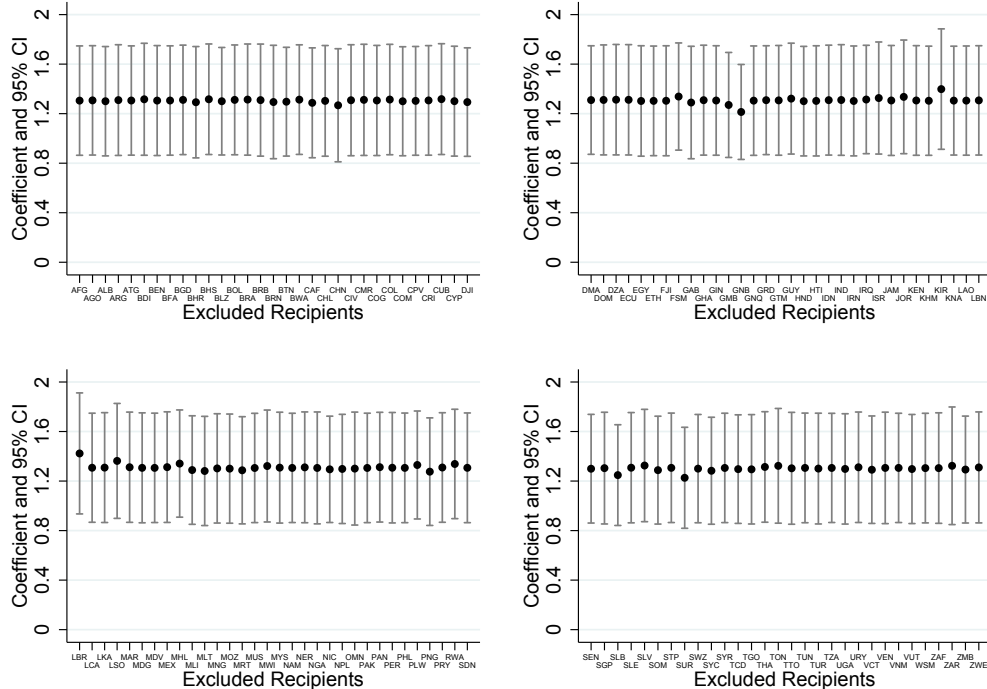 Coefficient and 95% CI
2
1.6
1.2
0.8
0.4
0
AFG ALB ATG BEN BGD BHS BOL BRB BTN CAF CHN CMR COL CPV CUB DJI
AGO ARG BDI BFA BHR BLZ BRA BRN BWA CHL CIV COG COM CRI CYP
Excluded Recipients
Coefficient and 95% CI
2
1.6
1.2
0.8
0.4
0
DMA DZA EGY FJI GAB GIN GNB GRD GUY HTI IND IRQ JAM KEN KIR LAO
DOM ECU ETH FSM GHA GMB GNQ GTM HND IDN IRN ISR JOR KHM KNA LBN
Excluded Recipients
Coefficient and 95% CI
2
1.6
1.2
0.8
0.4
0
LBR LKA MAR MDV MHL MLT MOZ MUS MYS NER NIC OMN PAN PHL PNG RWA
LCA LSO MDG MEX MLI MNG MRT MWI NAM NGA NPL PAK PER PLW PRY SDN
Excluded Recipients
Coefficient and 95% CI
2
1.6
1.2
0.8
0.4
0
SEN SLB SLV STP SWZ SYR TGO TON TUN TZA URY VEN VUT ZAF ZMB
SGP SLE SOM SUR SYC TCD THA TTO TUR UGA VCT VNM WSM ZAR ZWE
Excluded Recipients